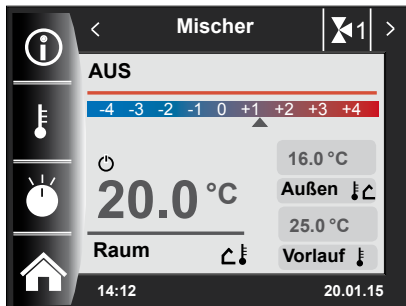 < Mischer 1 >
AUS
-4 -3 -2 -1 0 +1 +2 +3 +4
16.0 °C
Außen
20.0 °C
25.0 °C
Raum
Vorlauf
14:12 20.01.15